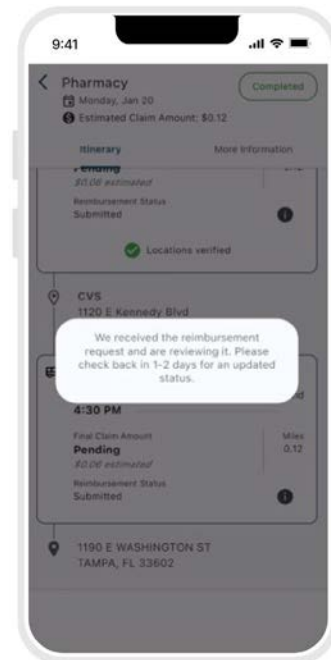 9:41
Pharmacy
Completed
Monday, Jan 20
Estimated Claim Amount: $0.12
Itinerary
More Information
Pending
$0.06 estimated
Reimbursement Status
Submitted
Locations verified
CVS
1120 E Kennedy Blvd
We received the reimbursement
request and are reviewing it. Please
check back in 1-2 days for an updated
status.
4:30 PM
Final Claim Amount
Miles
Pending
0.12
$0.06 estimated
Reimbursement Status
Submitted
1190 E WASHINGTON ST
TAMPA, FL 33602